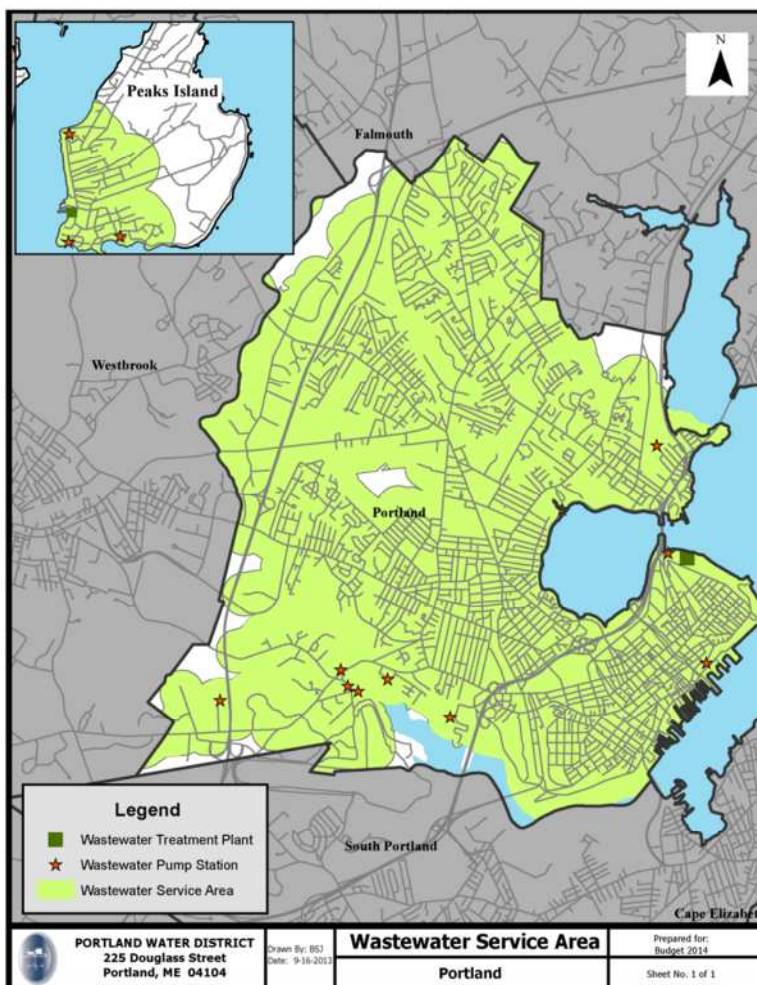 Peaks Island
N
Falmouth
Westbrook
Portland
South Portland
Cape Elizabet
Legend
Wastewater Treatment Plant
Wastewater Pump Station
Wastewater Service Area
PORTLAND WATER DISTRICT
225 Douglass Street
Portland, ME 04104
Drawn By: BSJ
Date: 9-16-2013
Wastewater Service Area
Portland
Prepared for:
Budget 2014
Sheet No. 1 of 1